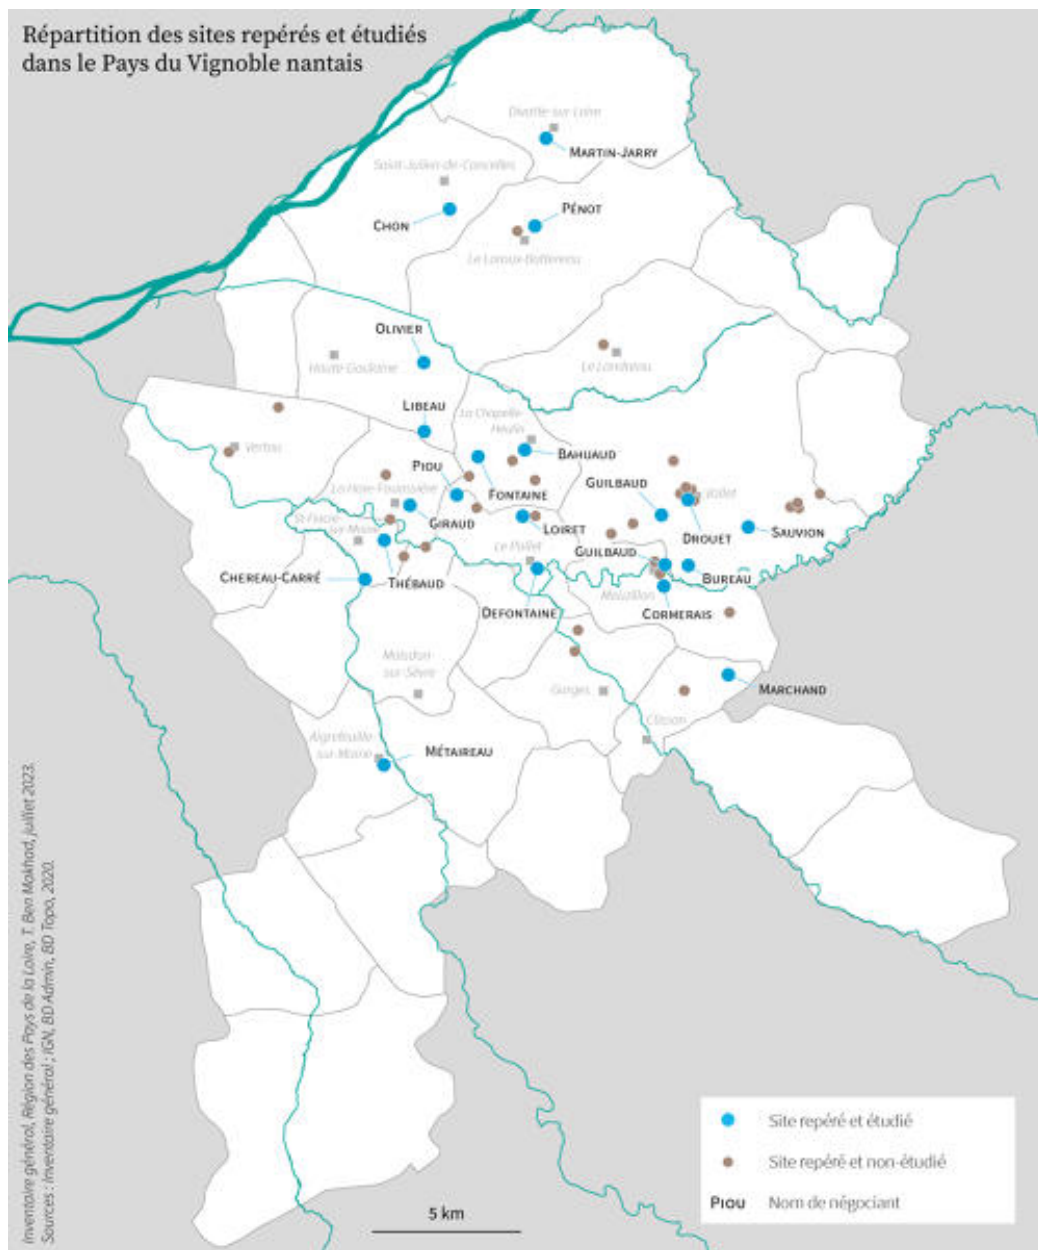 Répartition des sites repérés et étudiés
dans le Pays du Vignoble nantais
Divatte-sur-Loire
MARTIN-JARRY
Saint-Julien-de-Concelles
CHON
PÉNOT
Le Loroux-Bottereau
OLIVIER
Haute-Goulaine
Le Landreau
LIBEAU
La Chapelle-
Heulin
Vertou
BAHUAUD
PIOU
FONTAINE
GUILBAUD
Vallet
La Haie-Fouassière
GIRAUD
LOIRET
DROUET
SAUVION
St-Fiacre-
sur-Maine
Le Pallet
GUILBAUD
CHEREAU-CARRÉ
THÉBAUD
BUREAU
DEFONTAINE
Mouzillon
CORMERAIS
Maisdon-
sur-Sèvre
Gorges
MARCHAND
Clisson
Aigrefeuille-
sur-Maine
MÉTAIREAU
Inventaire général, Région des Pays de la Loire, T. Ben Makhad, juillet 2023.
Sources : Inventaire général ; IGN, BD Admin, BD Topo, 2020.
5 km
Site repéré et étudié
Site repéré et non-étudié
PIOU Nom de négociant